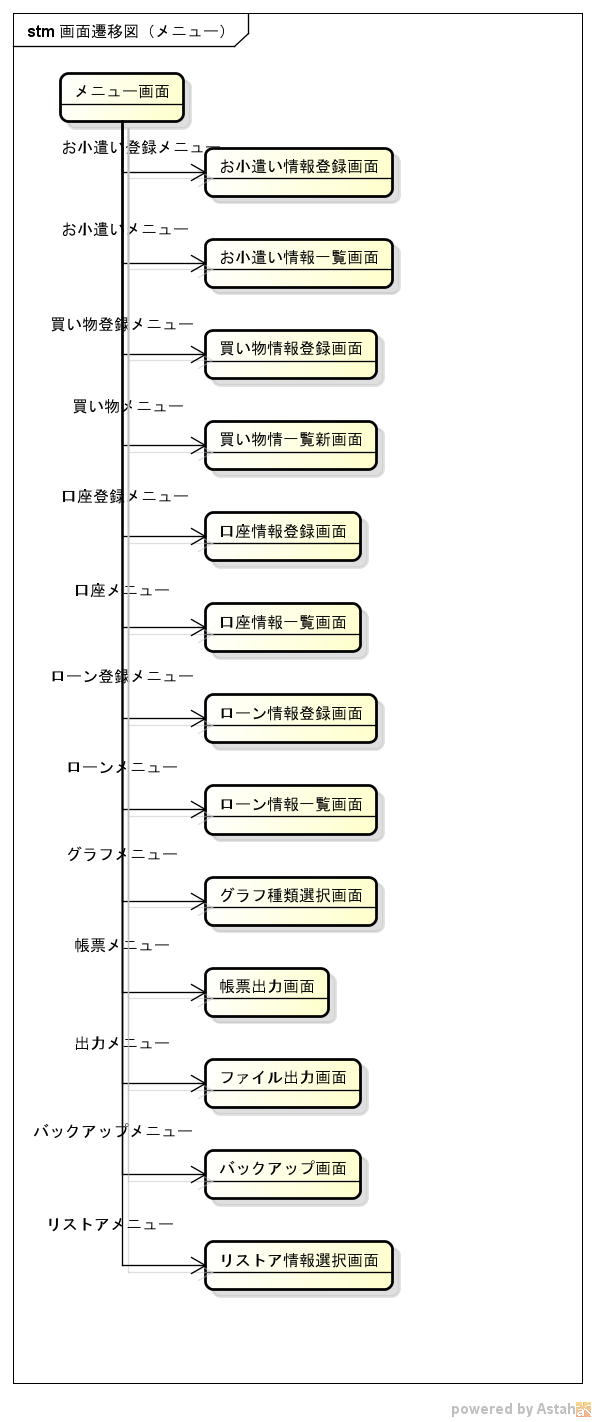 stm 画面遷移図（メニュー）
メニュー画面
お小遣い登録メニュー
お小遣い情報登録画面
お小遣いメニュー
お小遣い情報一覧画面
買い物登録メニュー
買い物情報登録画面
買い物メニュー
買い物情一覧新画面
口座登録メニュー
口座情報登録画面
口座メニュー
口座情報一覧画面
ローン登録メニュー
ローン情報登録画面
ローンメニュー
ローン情報一覧画面
グラフメニュー
グラフ種類選択画面
帳票メニュー
帳票出力画面
出力メニュー
ファイル出力画面
バックアップメニュー
バックアップ画面
リストアメニュー
リストア情報選択画面
powered by Astah